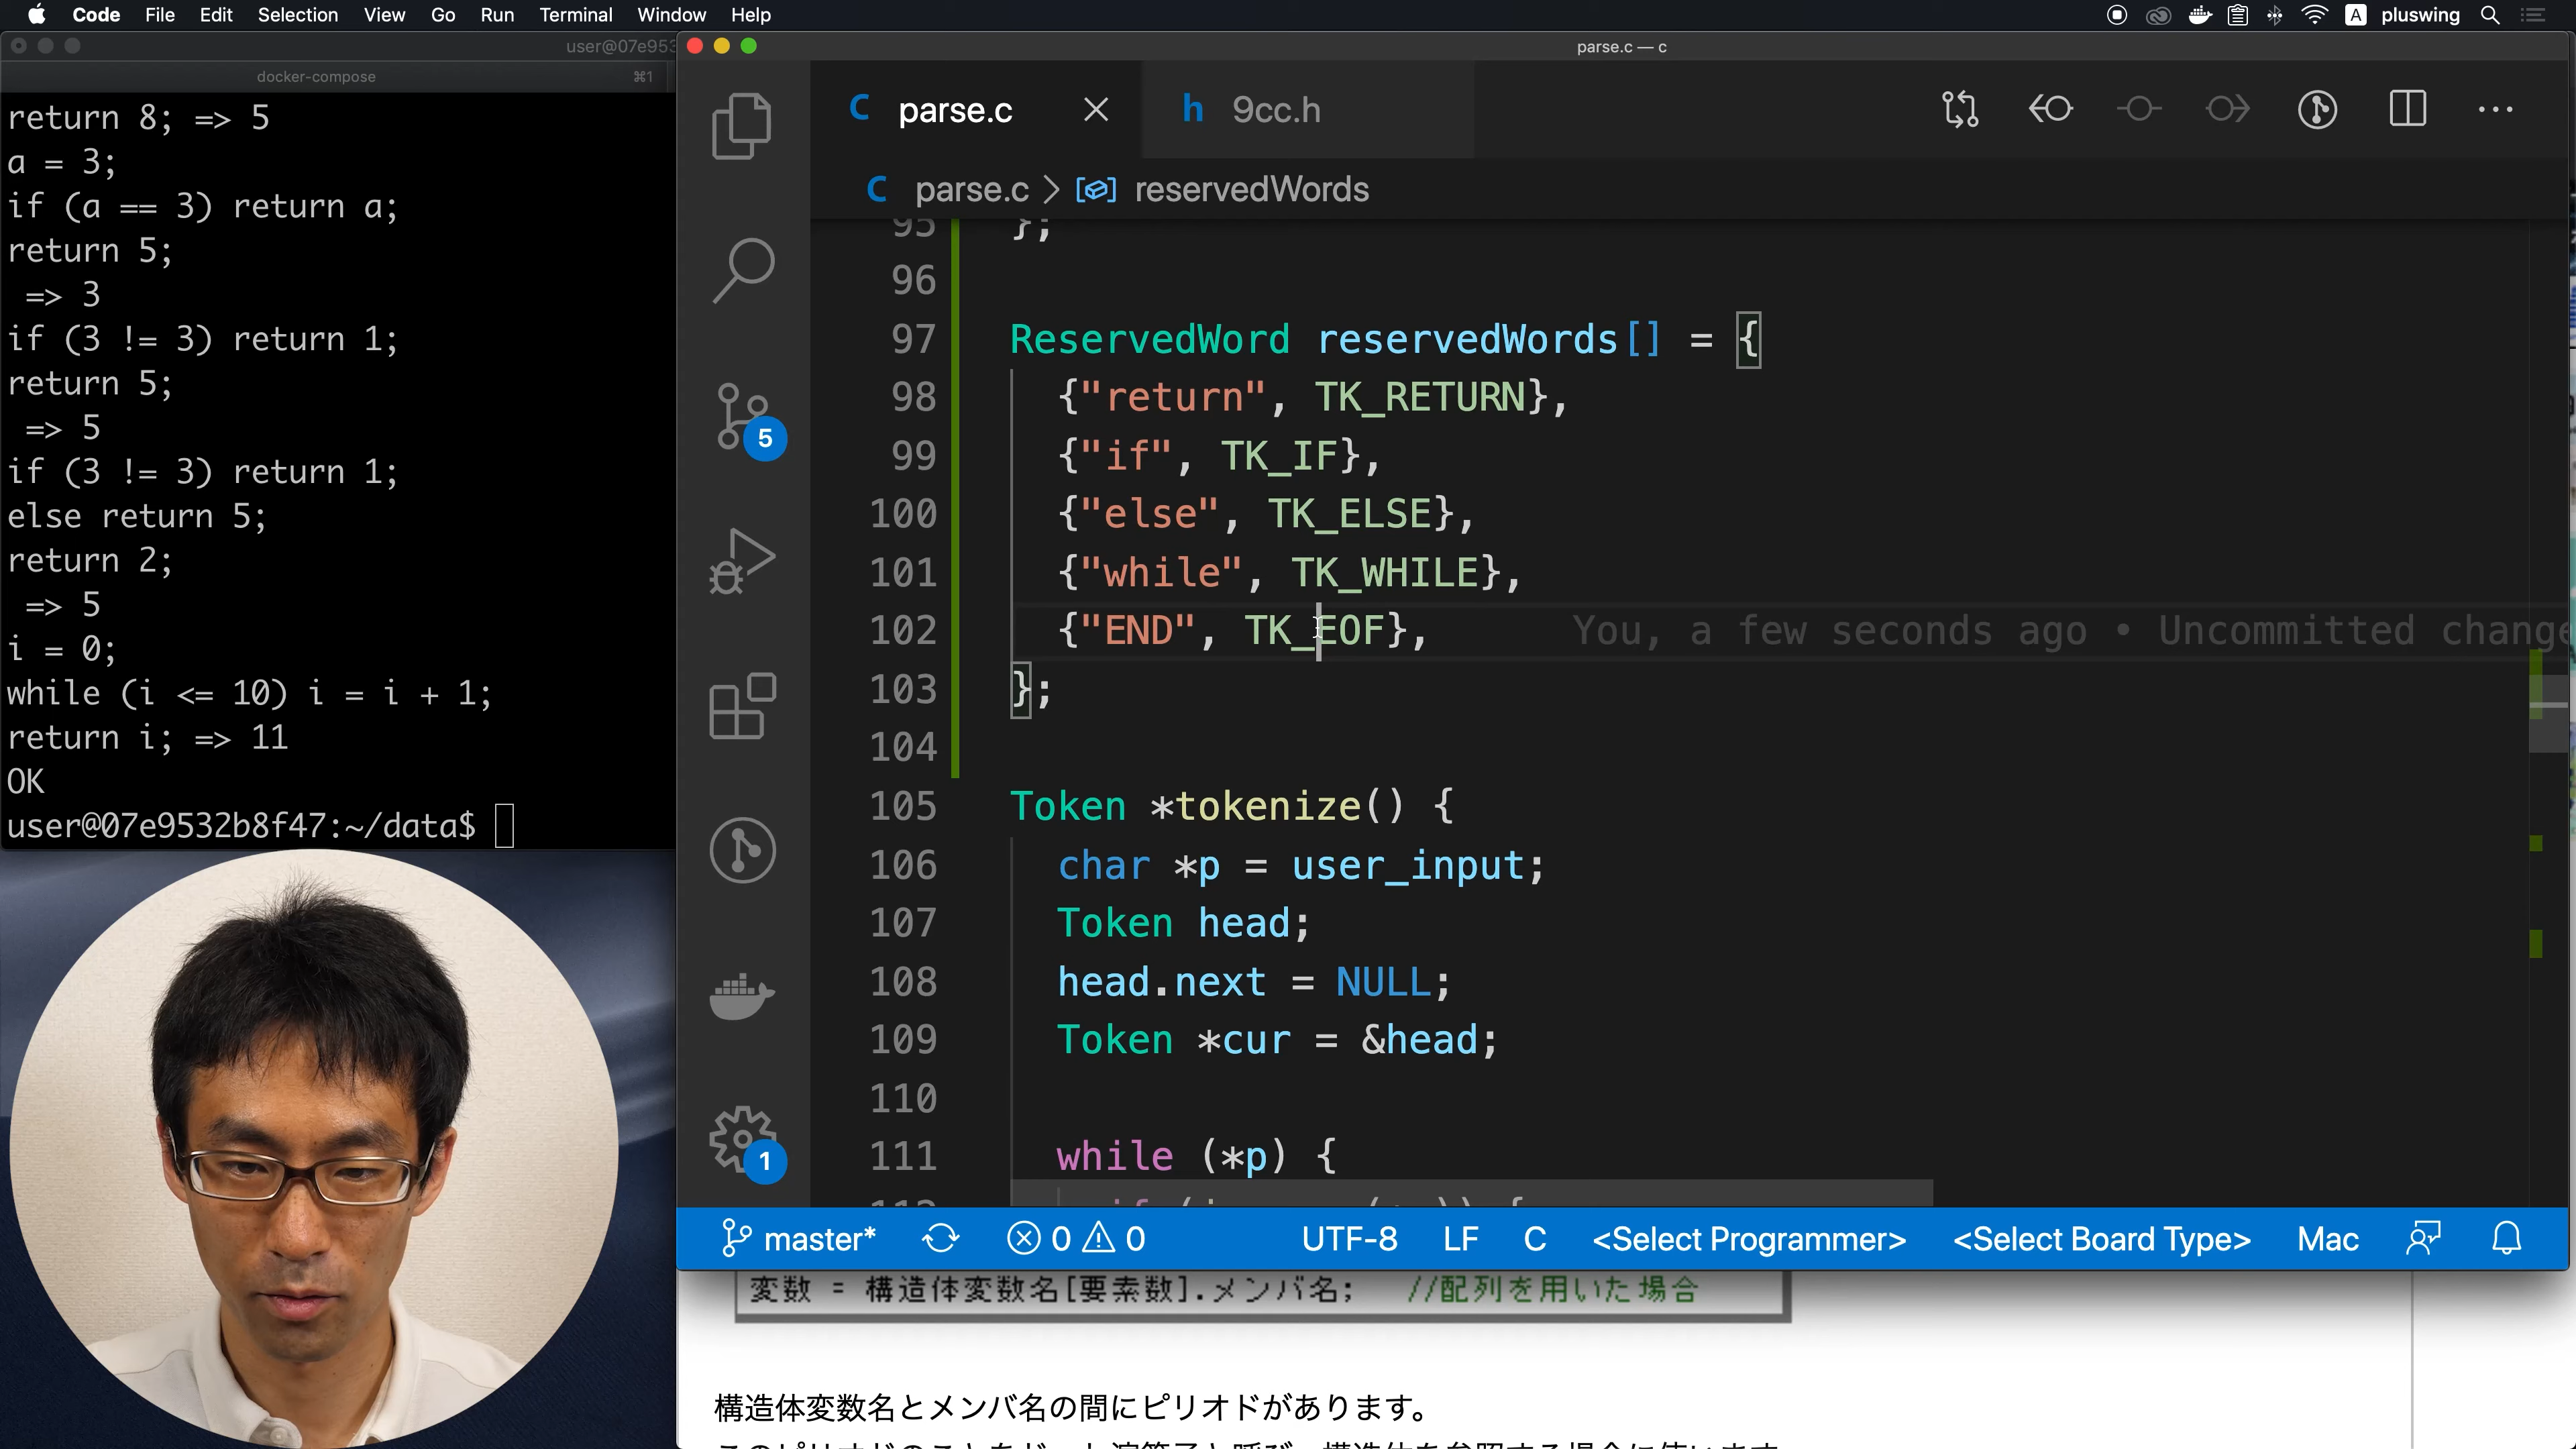 Code File Edit Selection View Go Run Terminal Window Help
A pluswing
user@07e953
docker-compose ⌘1
return 8; => 5
a = 3;
if (a == 3) return a;
return 5;
=> 3
if (3 != 3) return 1;
return 5;
=> 5
if (3 != 3) return 1;
else return 5;
return 2;
=> 5
i = 0;
while (i <= 10) i = i + 1;
return i; => 11
OK
user@07e9532b8f47:~/data$
parse.c — c
C parse.c h 9cc.h
C parse.c > reservedWords
5
1
95 };
96
97 ReservedWord reservedWords[] = {
98 {"return", TK_RETURN},
99 {"if", TK_IF},
100 {"else", TK_ELSE},
101 {"while", TK_WHILE},
102 {"END", TK_EOF}, You, a few seconds ago • Uncommitted change
103 };
104
105 Token *tokenize() {
106 char *p = user_input;
107 Token head;
108 head.next = NULL;
109 Token *cur = &head;
110
111 while (*p) {
master* 0 0 UTF-8 LF C <Select Programmer> <Select Board Type> Mac
変数 = 構造体変数名[要素数].メンバ名; //配列を用いた場合
構造体変数名とメンバ名の間にピリオドがあります。